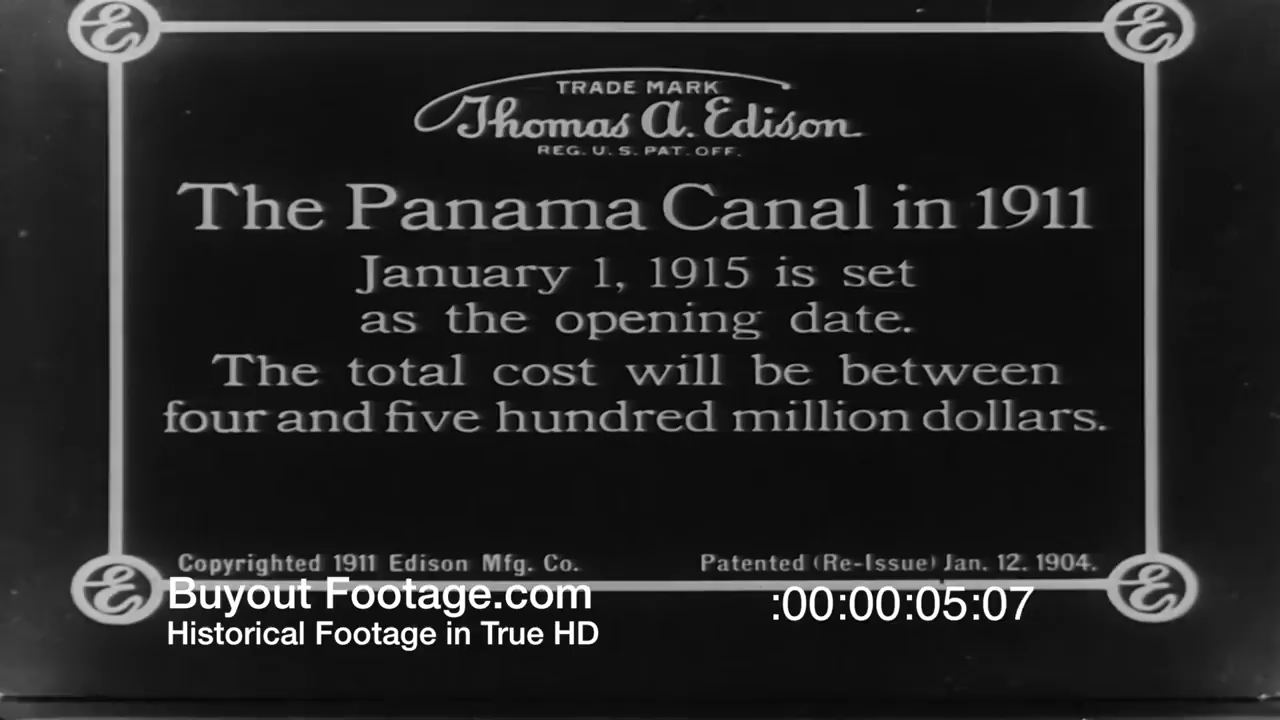 TRADE MARK
Thomas A. Edison
REG. U. S. PAT. OFF.
The Panama Canal in 1911
January 1, 1915 is set
as the opening date.
The total cost will be between
four and five hundred million dollars.
Copyrighted 1911 Edison Mfg. Co.
Patented (Re-Issue) Jan. 12. 1904.
Buyout Footage.com
Historical Footage in True HD
:00:00:05:07